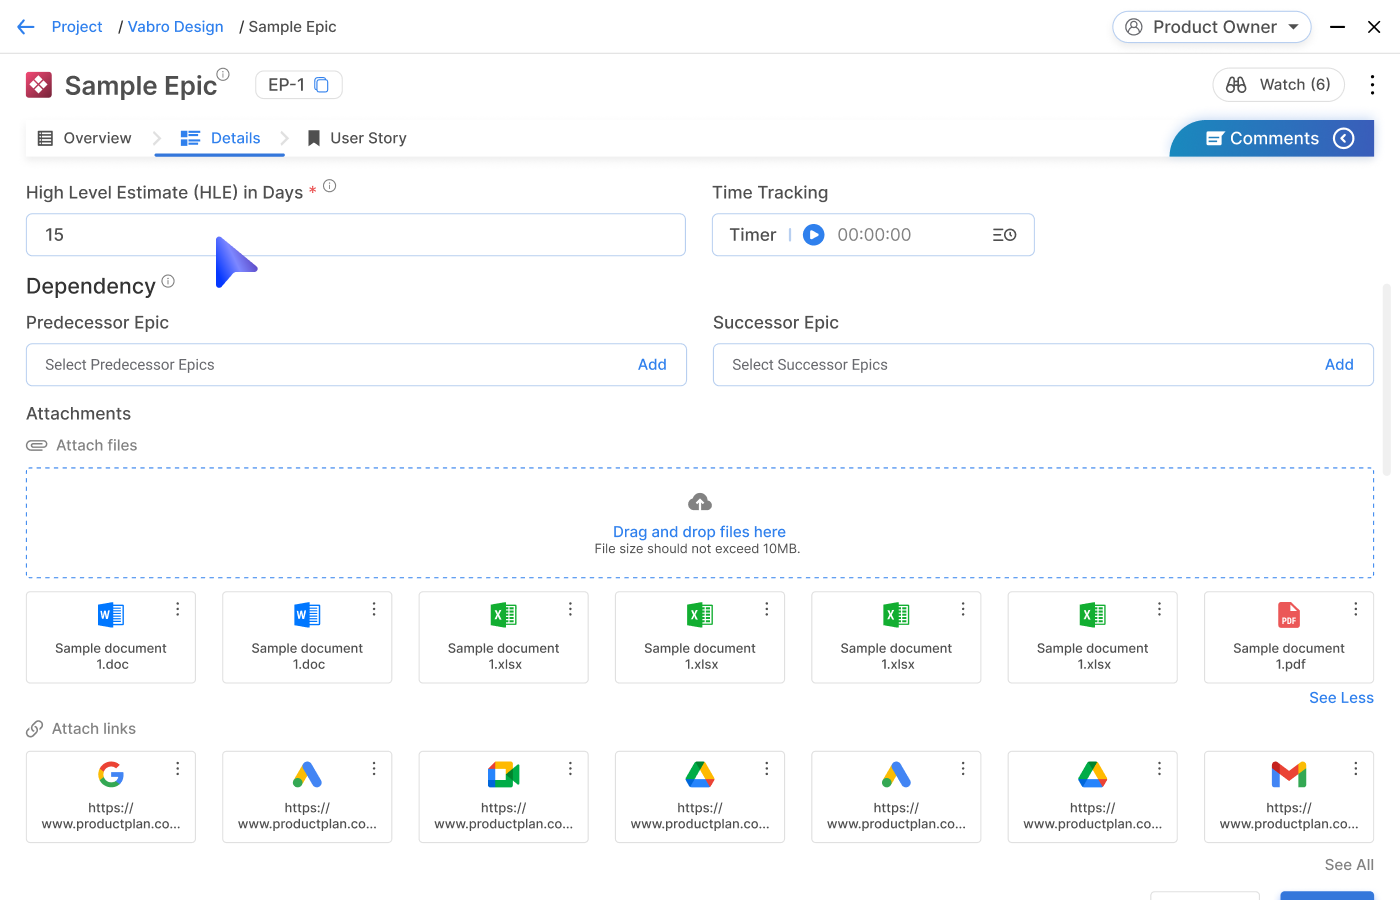 Project / Vabro Design / Sample Epic
Product Owner
Sample Epic
EP-1
Watch (6)
Overview
Details
User Story
Comments
High Level Estimate (HLE) in Days *
Time Tracking
15
Timer | 00:00:00
Dependency
Predecessor Epic
Successor Epic
Select Predecessor Epics
Add
Select Successor Epics
Add
Attachments
Attach files
Drag and drop files here
File size should not exceed 10MB.
Sample document
1.doc
Sample document
1.doc
Sample document
1.xlsx
Sample document
1.xlsx
Sample document
1.xlsx
Sample document
1.xlsx
PDF
Sample document
1.pdf
See Less
Attach links
https://
www.productplan.co...
https://
www.productplan.co...
https://
www.productplan.co...
https://
www.productplan.co...
https://
www.productplan.co...
https://
www.productplan.co...
https://
www.productplan.co...
See All